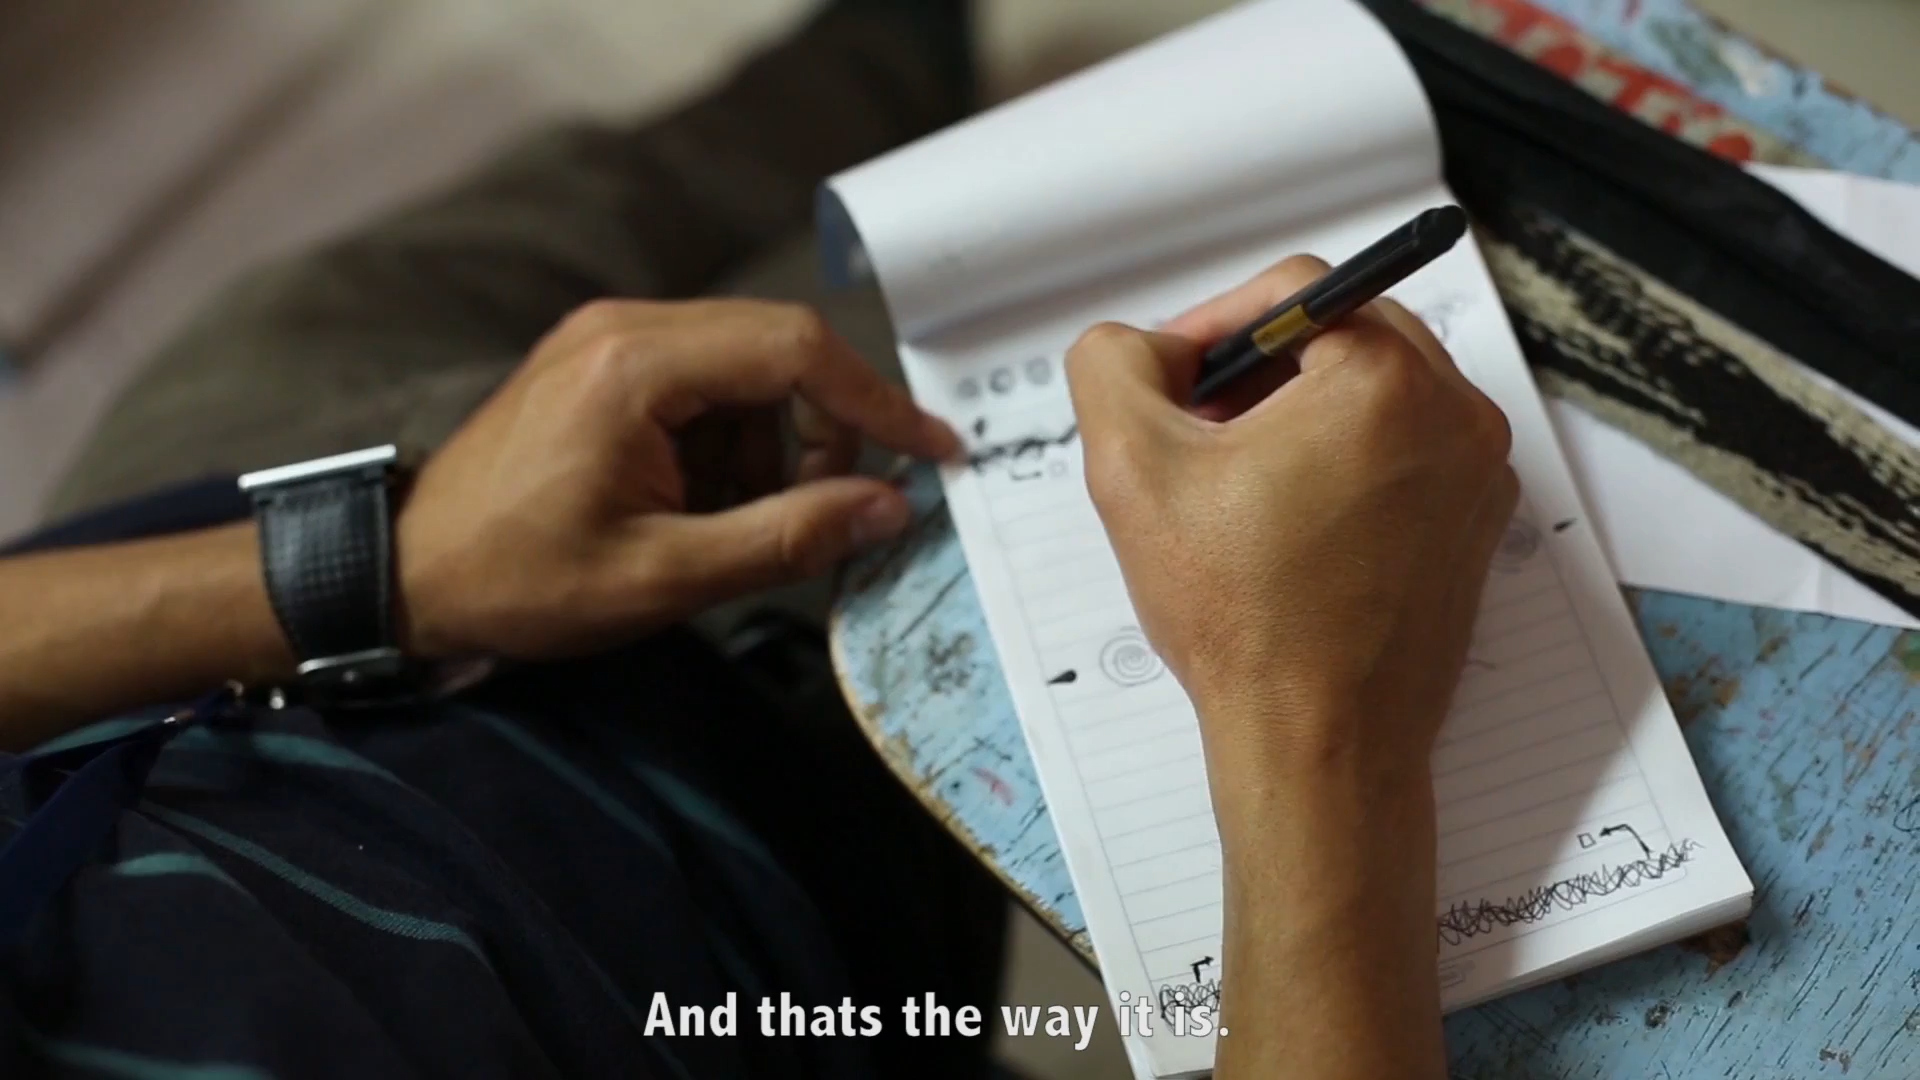 And thats the way it is.